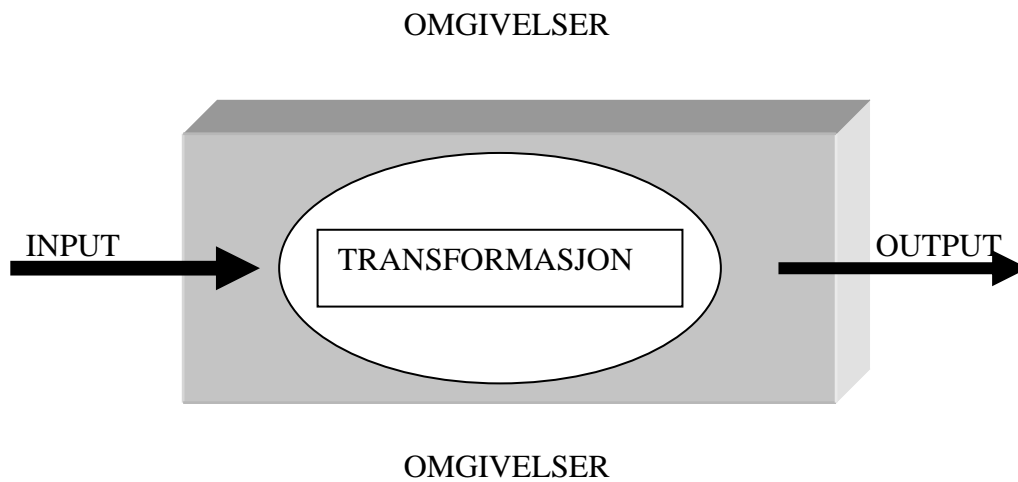 OMGIVELSER
INPUT
TRANSFORMASJON
OUTPUT
OMGIVELSER